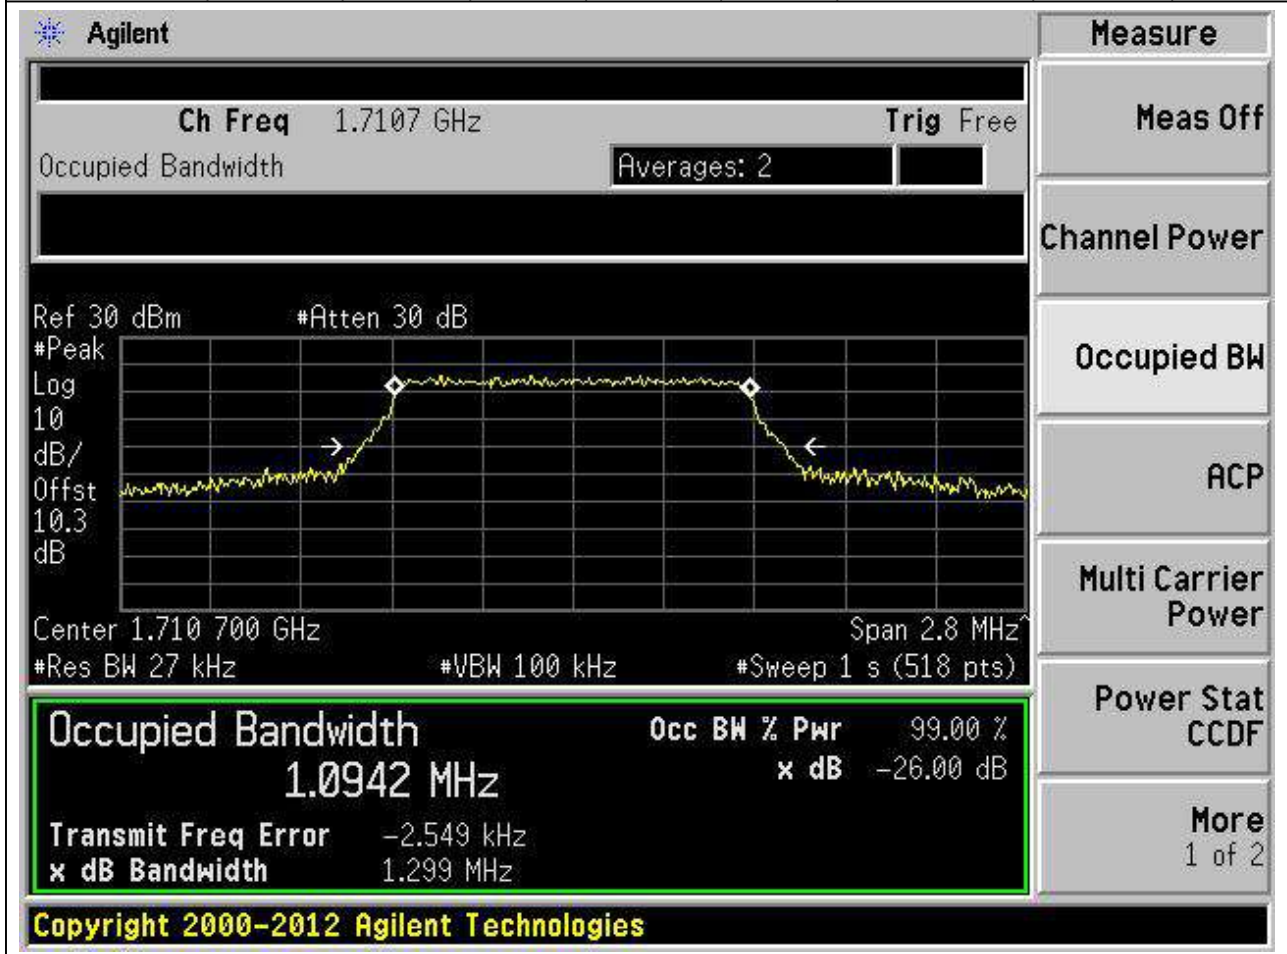 Agilent
Measure
Ch Freq 1.7107 GHz Trig Free
Occupied Bandwidth Averages: 2
Meas Off
Channel Power
Occupied BW
ACP
Multi Carrier
Power
Power Stat
CCDF
More
1 of 2
Ref 30 dBm #Atten 30 dB
#Peak
Log
10
dB/
Offst
10.3
dB
Center 1.710 700 GHz Span 2.8 MHz^
#Res BW 27 kHz #VBW 100 kHz #Sweep 1 s (518 pts)
Occupied Bandwidth Occ BW % Pwr 99.00 %
1.0942 MHz x dB -26.00 dB
Transmit Freq Error -2.549 kHz
x dB Bandwidth 1.299 MHz
Copyright 2000-2012 Agilent Technologies